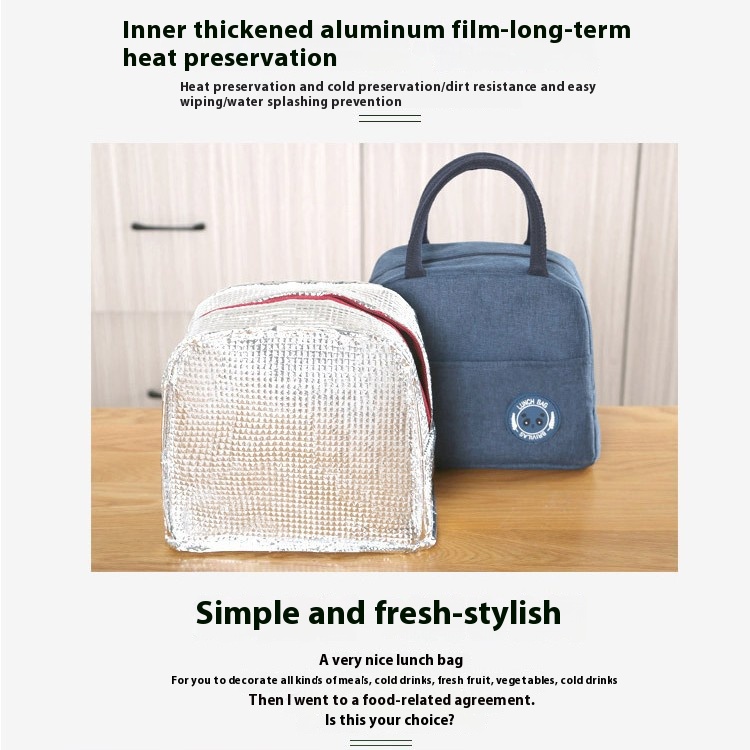 Inner thickened aluminum film-long-term
heat preservation
Heat preservation and cold preservation/dirt resistance and easy
wiping/water splashing prevention
LUNCH BAG
Simple and fresh-stylish
A very nice lunch bag
For you to decorate all kinds of meals, cold drinks, fresh fruit, vegetables, cold drinks
Then I went to a food-related agreement.
Is this your choice?